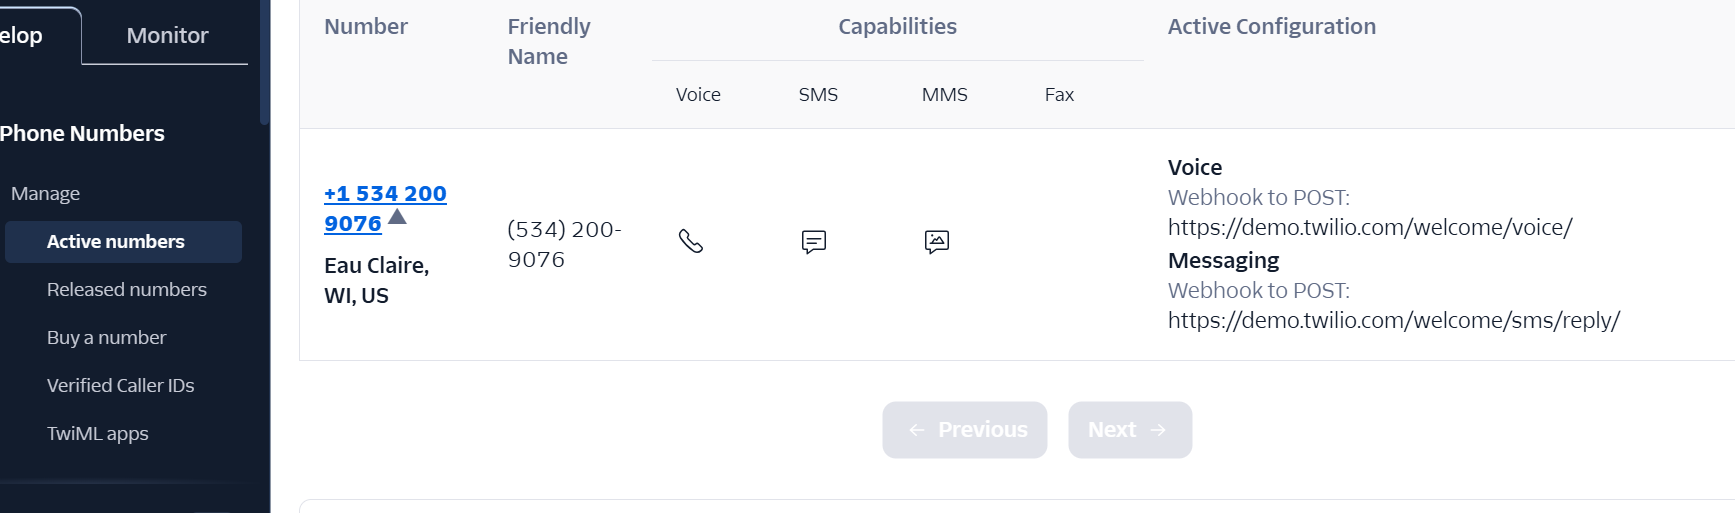 elop
Monitor
Phone Numbers
Manage
Active numbers
Released numbers
Buy a number
Verified Caller IDs
TwiML apps
Number
Friendly
Name
Capabilities
Active Configuration
Voice
SMS
MMS
Fax
+1 534 200
9076
Eau Claire,
WI, US
(534) 200-
9076
Voice
Webhook to POST:
https://demo.twilio.com/welcome/voice/
Messaging
Webhook to POST:
https://demo.twilio.com/welcome/sms/reply/
← Previous
Next →